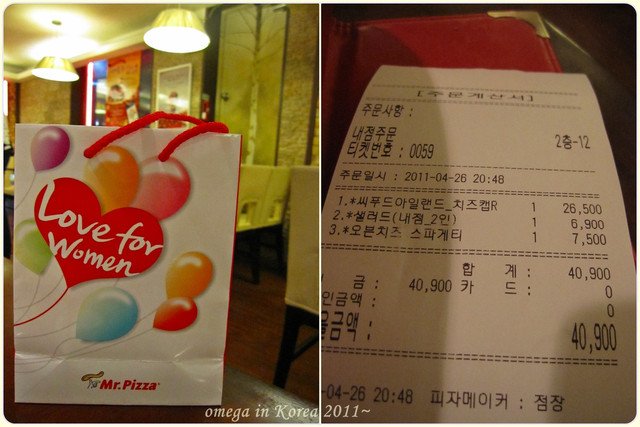 Love for
Women
Mr.Pizza
[주문계산서]
주문사항 :
내점주문 2층-12
티켓번호 : 0059
주문일시 : 2011-04-26 20:48
1.*씨푸드아일랜드_치즈캡R 1 26,500
2.*샐러드(내점_2인) 1 6,900
3.*오븐치즈 스파게티 1 7,500
합 계 : 40,900
금 : 40,900 카 드 : 0
인금액 : 0
금액 : 40,900
-04-26 20:48 피자메이커 : 점장
omega in Korea 2011~